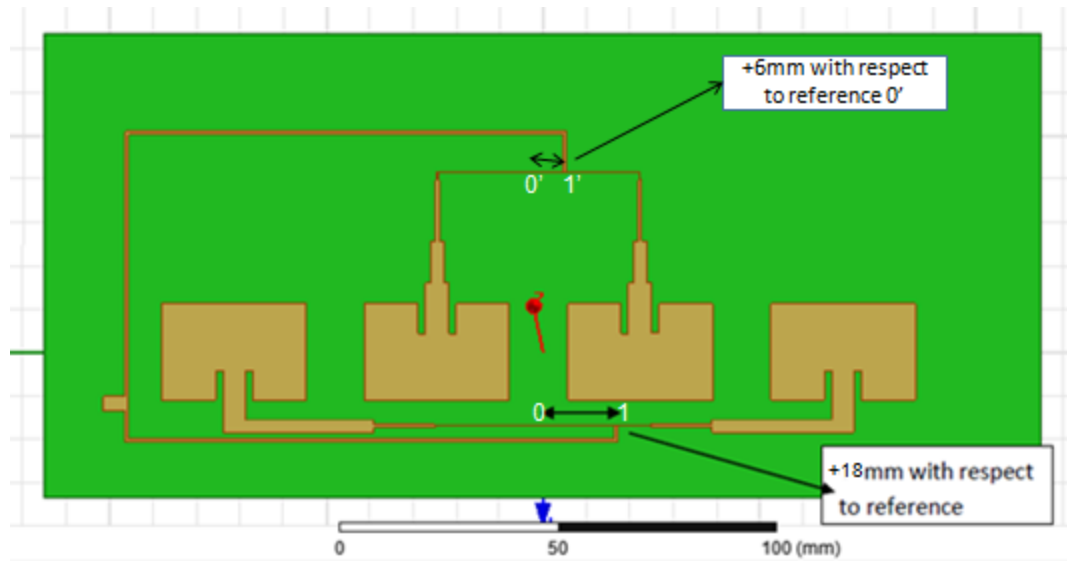 +6mm with respect
to reference 0’
0’ 1’
0 1
+18mm with respect
to reference
0 50 100 (mm)